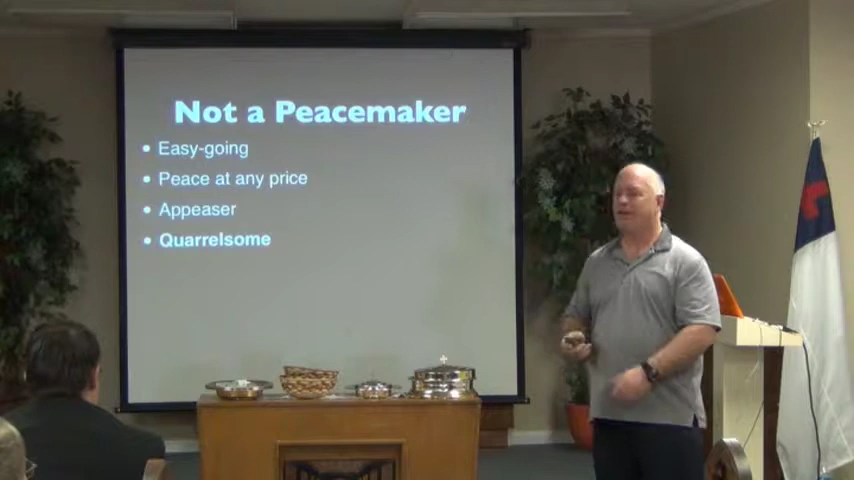 Not a Peacemaker
• Easy-going
• Peace at any price
• Appeaser
• Quarrelsome